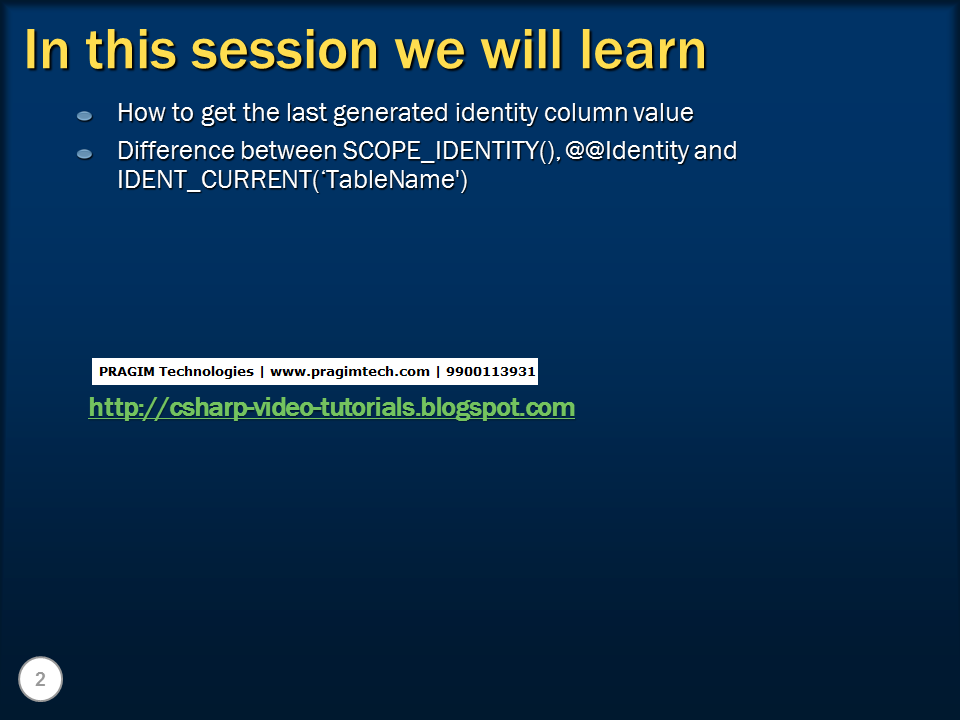 In this session we will learn
How to get the last generated identity column value
Difference between SCOPE_IDENTITY(), @@Identity and
IDENT_CURRENT(‘TableName')
PRAGIM Technologies | www.pragimtech.com | 9900113931
http://csharp-video-tutorials.blogspot.com
2